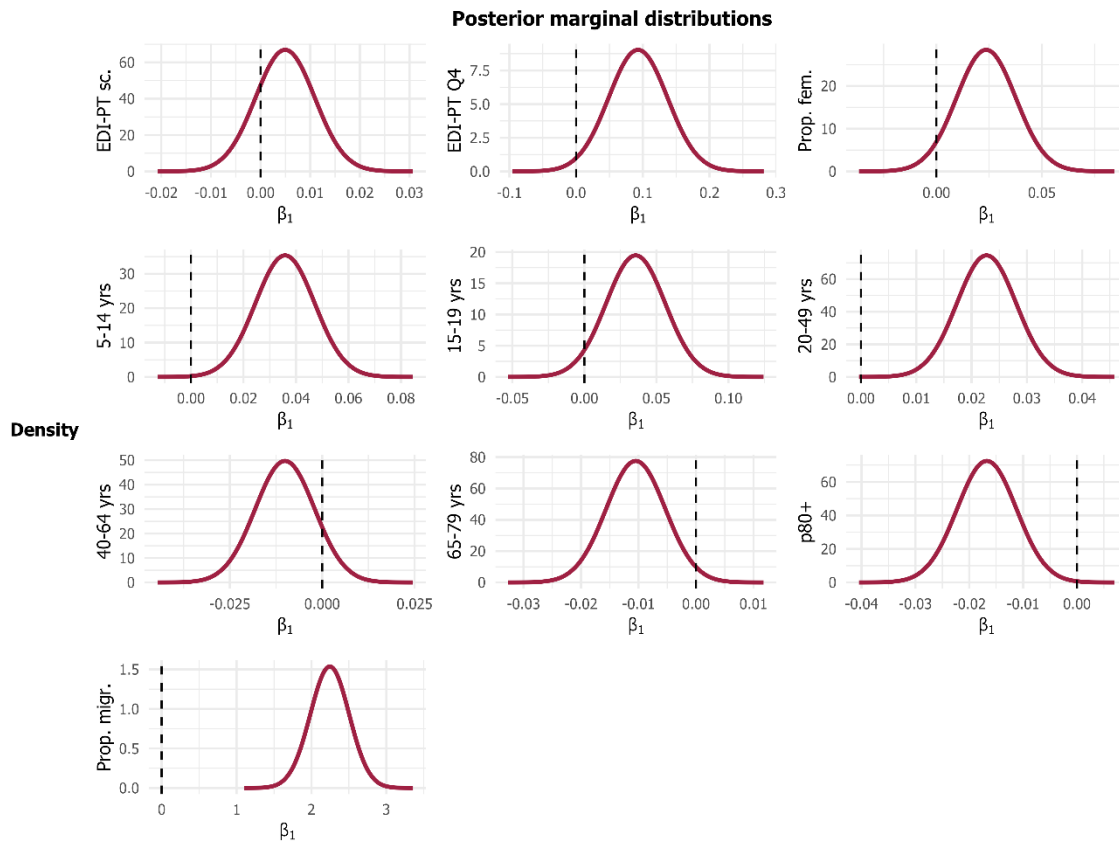 Posterior marginal distributions
EDI-PT sc.
60
40
20
0
-0.02 -0.01 0.00 0.01 0.02 0.03
β₁
EDI-PT Q4
7.5
5.0
2.5
0.0
-0.1 0.0 0.1 0.2 0.3
β₁
Prop. fem.
20
10
0
0.00 0.05
β₁
5-14 yrs
30
20
10
0
0.00 0.02 0.04 0.06 0.08
β₁
15-19 yrs
20
15
10
5
0
-0.05 0.00 0.05 0.10
β₁
20-49 yrs
60
40
20
0
0.00 0.01 0.02 0.03 0.04
β₁
Density
40-64 yrs
50
40
30
20
10
0
-0.025 0.000 0.025
β₁
65-79 yrs
80
60
40
20
0
-0.03 -0.02 -0.01 0.00 0.01
β₁
p80+
60
40
20
0
-0.04 -0.03 -0.02 -0.01 0.00
β₁
Prop. migr.
1.5
1.0
0.5
0.0
0 1 2 3
β₁